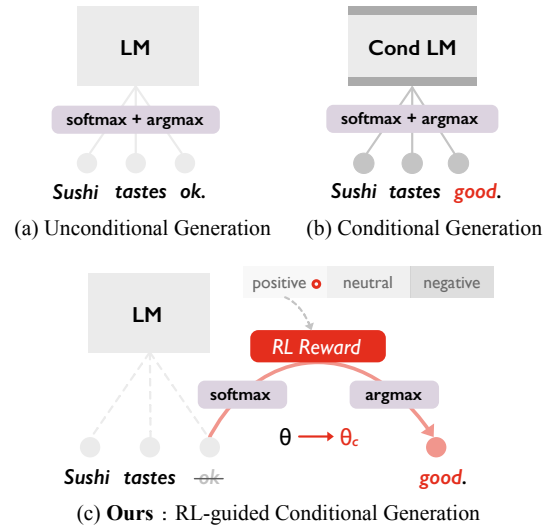 LM
Cond LM
softmax + argmax
softmax + argmax
Sushi tastes ok.
Sushi tastes good.
(a) Unconditional Generation
(b) Conditional Generation
positive neutral negative
LM
RL Reward
softmax
argmax
θ → θc
Sushi tastes ok
good.
(c) Ours : RL-guided Conditional Generation